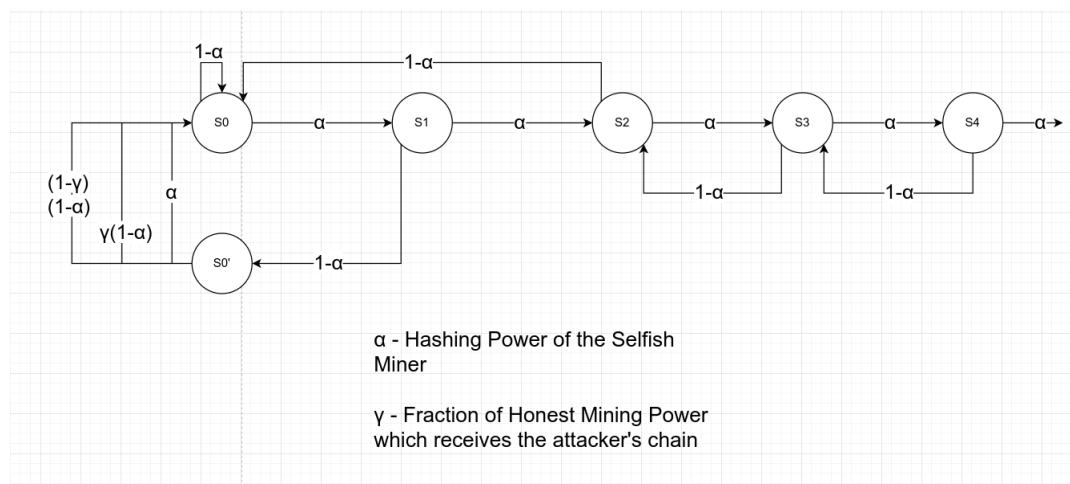 1-α
1-α
S0
α
S1
α
S2
α
S3
α
S4
α
(1-γ)
(1-α)
α
1-α
1-α
γ(1-α)
S0'
1-α
α - Hashing Power of the Selfish
Miner
γ - Fraction of Honest Mining Power
which receives the attacker's chain